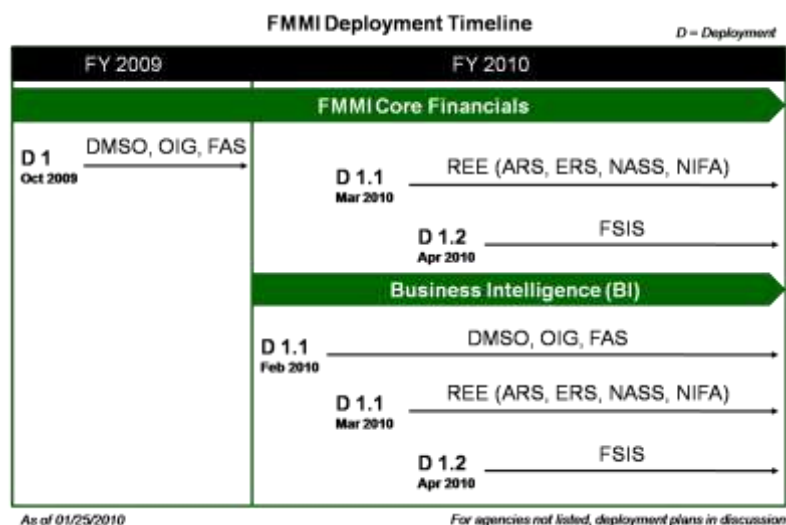 FMMI Deployment Timeline
D = Deployment
FY 2009
FY 2010
FMMI Core Financials
D 1
Oct 2009
DMSO, OIG, FAS
D 1.1
Mar 2010
REE (ARS, ERS, NASS, NIFA)
D 1.2
Apr 2010
FSIS
Business Intelligence (BI)
D 1.1
Feb 2010
DMSO, OIG, FAS
D 1.1
Mar 2010
REE (ARS, ERS, NASS, NIFA)
D 1.2
Apr 2010
FSIS
As of 01/25/2010
For agencies not listed, deployment plans in discussion